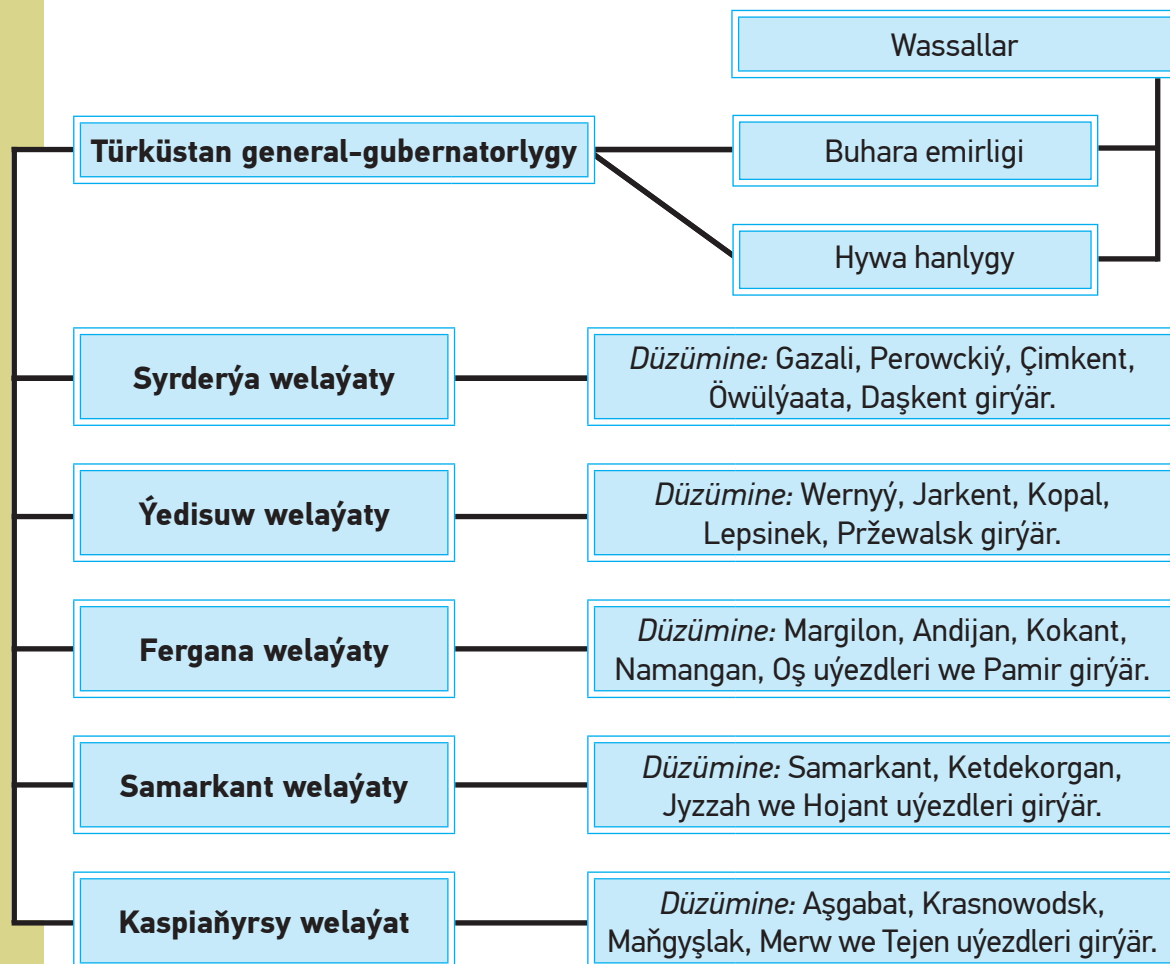 Wassallar
Türküstan general-gubernatorlygy
Buhara emirligi
Hywa hanlygy
Syrderýa welaýaty
Düzümine: Gazali, Perowckiý, Çimkent,
Öwülýaata, Daşkent girýär.
Ýedisuw welaýaty
Düzümine: Wernyý, Jarkent, Kopal,
Lepsinek, Pržewalsk girýär.
Fergana welaýaty
Düzümine: Margilon, Andijan, Kokant,
Namangan, Oş uýezdleri we Pamir girýär.
Samarkant welaýaty
Düzümine: Samarkant, Ketdekorgan,
Jyzzah we Hojant uýezdleri girýär.
Kaspiaňyrsy welaýat
Düzümine: Aşgabat, Krasnowodsk,
Maňgyşlak, Merw we Tejen uýezdleri girýär.